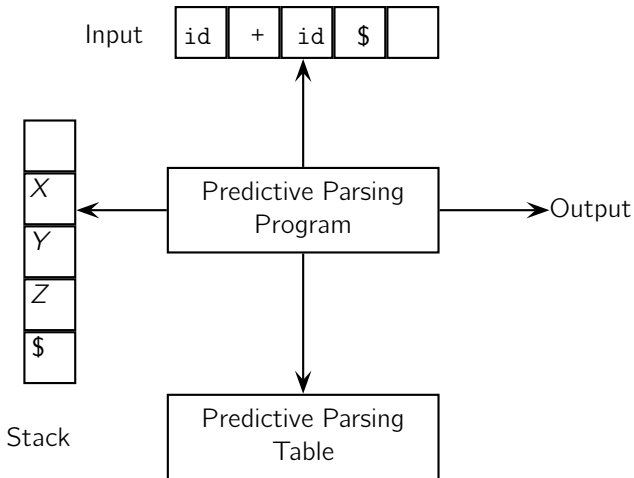 Input id + id $
X
Predictive Parsing
Program
Output
Y
Z
$
Predictive Parsing
Table
Stack